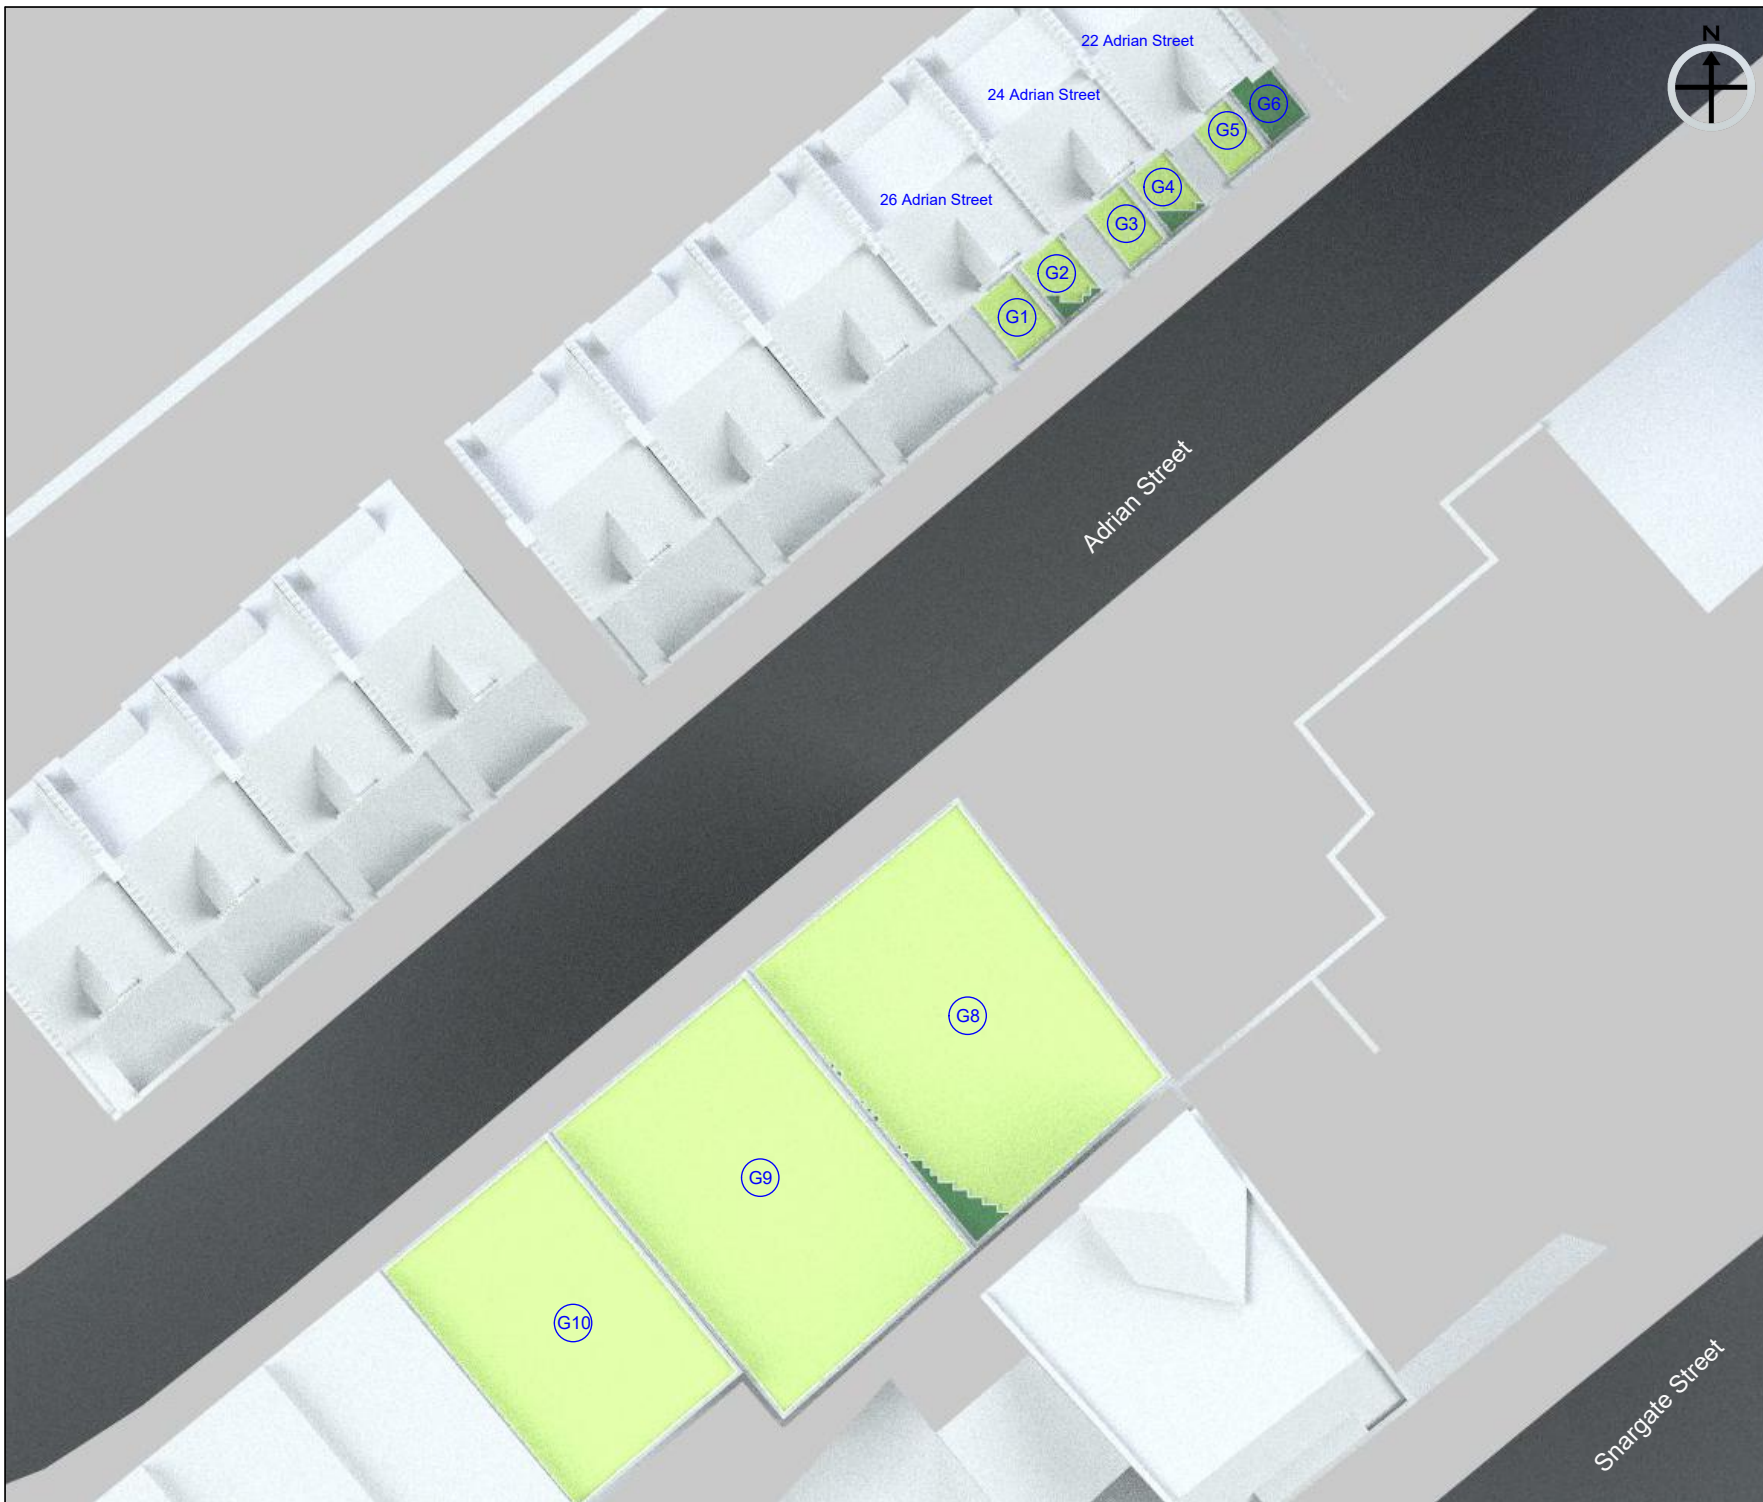 N
22 Adrian Street
24 Adrian Street
G6
G5
G4
26 Adrian Street
G3
G2
G1
Adrian Street
G8
G9
G10
Snargate Street